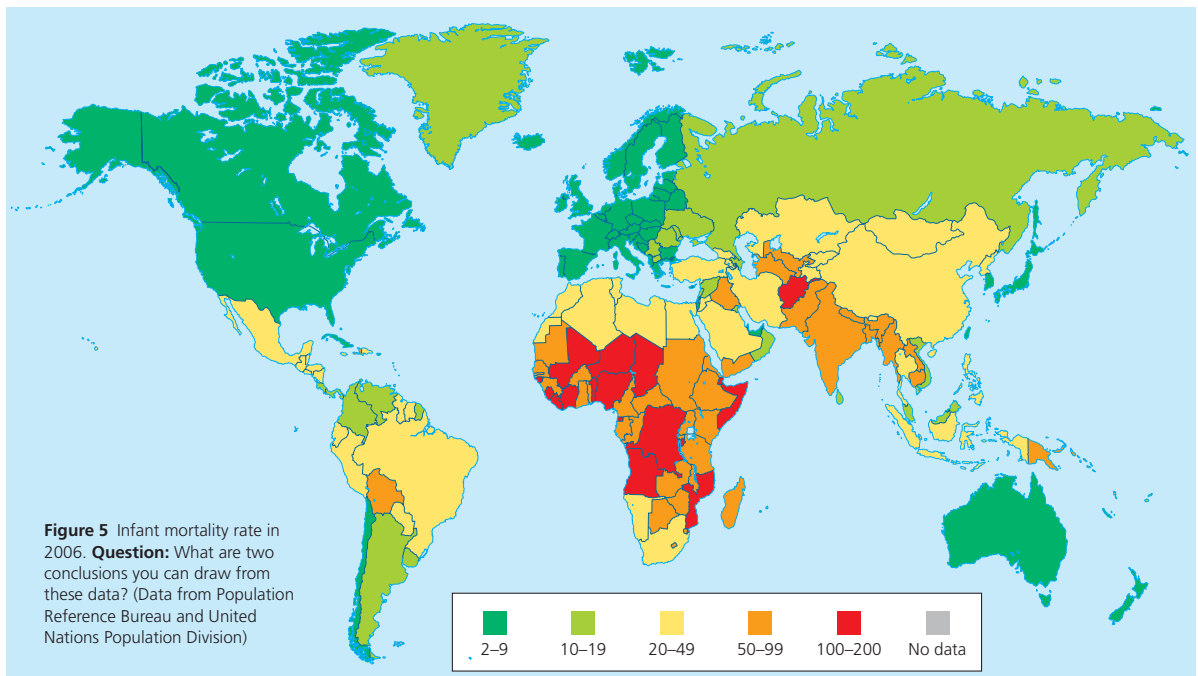 Figure 5 Infant mortality rate in
2006. Question: What are two
conclusions you can draw from
these data? (Data from Population
Reference Bureau and United
Nations Population Division)
2–9
10–19
20–49
50–99
100–200
No data